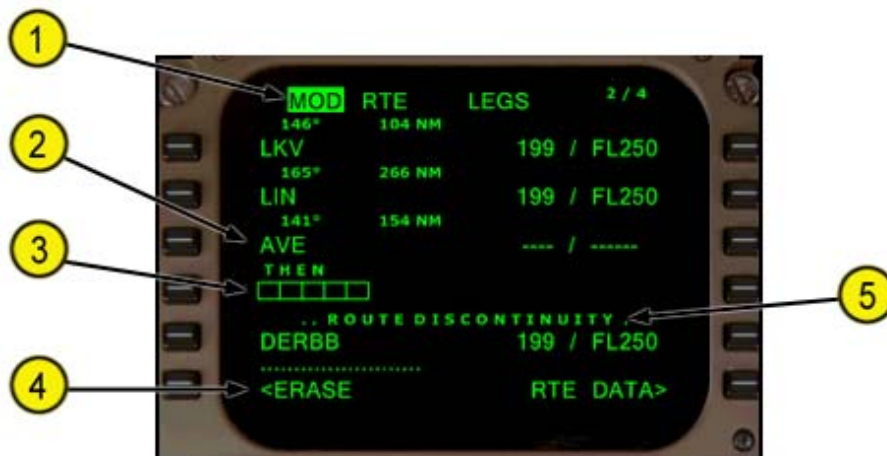 1
MOD RTE LEGS 2 / 4
146° 104 NM
LKV 199 / FL250
2
165° 266 NM
LIN 199 / FL250
141° 154 NM
3
AVE ---- / ------
THEN
□□□□□
5
.. ROUTE DISCONTINUITY .
DERBB 199 / FL250
........................
4
<ERASE RTE DATA>